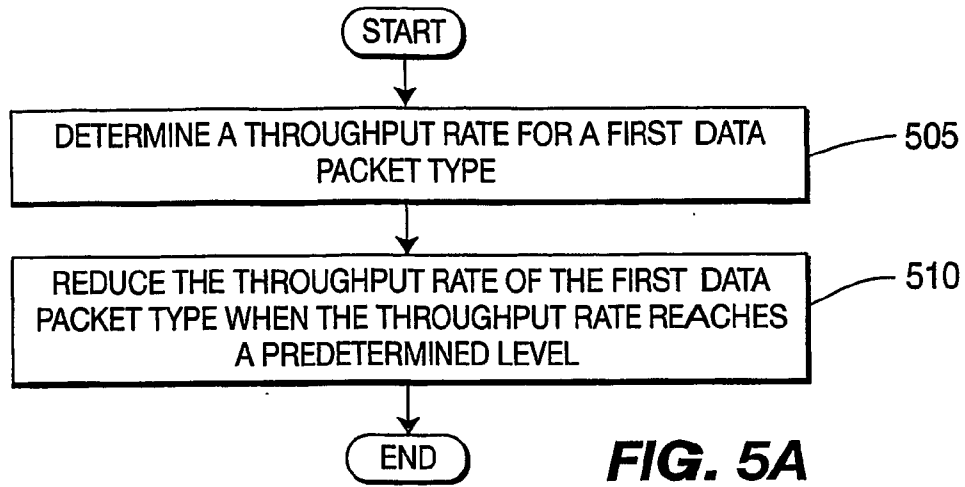 START
DETERMINE A THROUGHPUT RATE FOR A FIRST DATA
PACKET TYPE
505
REDUCE THE THROUGHPUT RATE OF THE FIRST DATA
PACKET TYPE WHEN THE THROUGHPUT RATE REACHES
A PREDETERMINED LEVEL
510
END
FIG. 5A